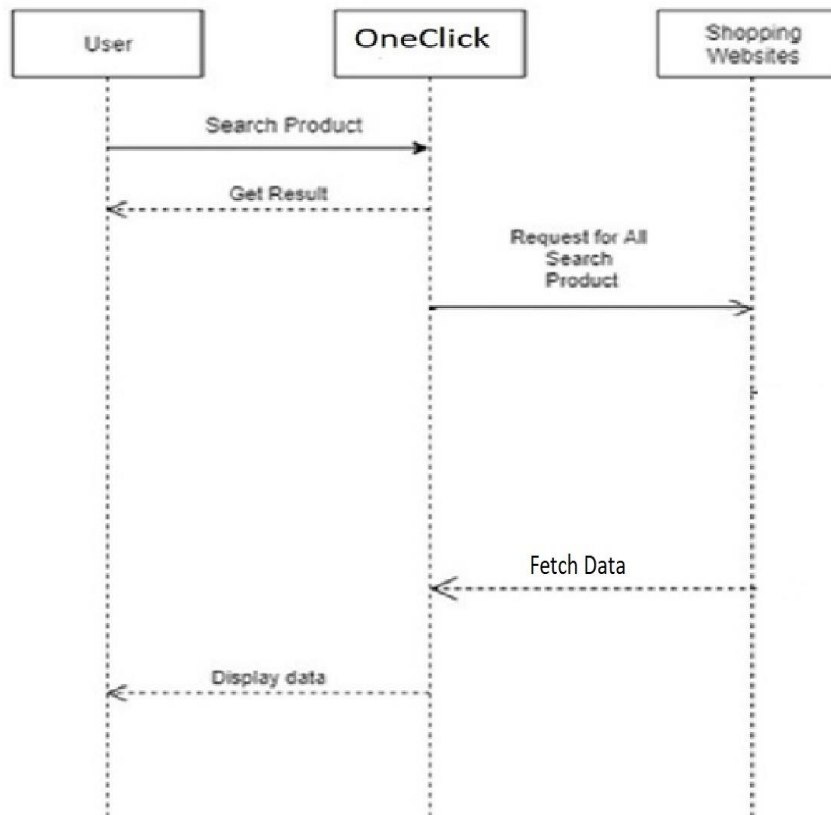 User
OneClick
Shopping
Websites
Search Product
Get Result
Request for All
Search
Product
Fetch Data
Display data